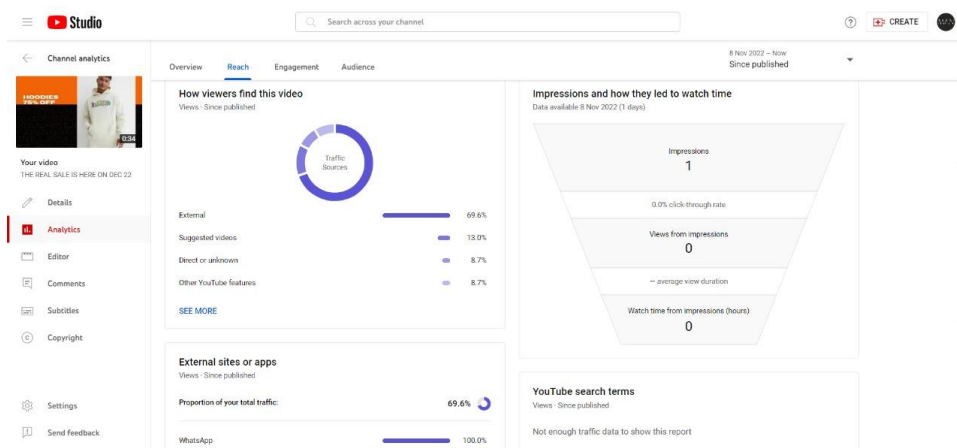 Studio
Search across your channel
CREATE
Channel analytics
HOODIES
75% OFF
0:34
Your video
THE REAL SALE IS HERE ON DEC 22
Details
Analytics
Editor
Comments
Subtitles
Copyright
Settings
Send feedback
Overview Reach Engagement Audience
8 Nov 2022 – Now
Since published
How viewers find this video
Views · Since published
Traffic
Sources
External 69.6%
Suggested videos 13.0%
Direct or unknown 8.7%
Other YouTube features 8.7%
SEE MORE
External sites or apps
Views · Since published
Proportion of your total traffic: 69.6%
WhatsApp 100.0%
Impressions and how they led to watch time
Data available 8 Nov 2022 (1 days)
Impressions
1
0.0% click-through rate
Views from impressions
0
— average view duration
Watch time from impressions (hours)
0
YouTube search terms
Views · Since published
Not enough traffic data to show this report